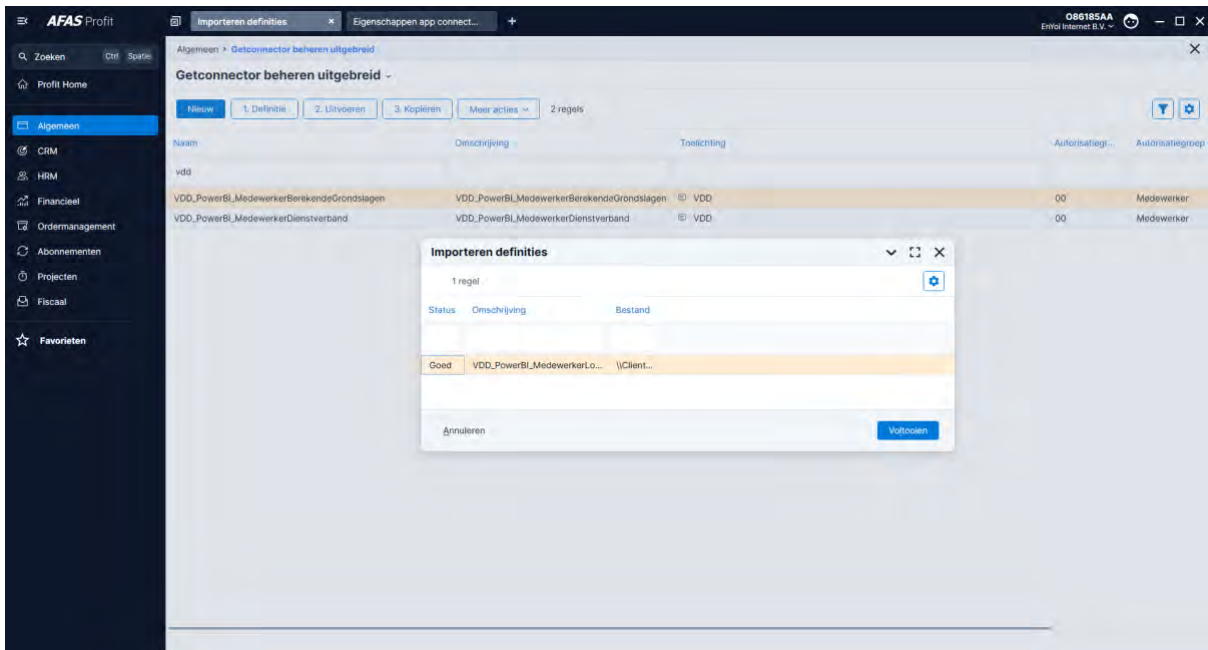 AFAS Profit
Importeren definities
Eigenschappen app connect...
086185AA
EnYoi Internet B.V.
Zoeken Ctrl Spatie
Profit Home
Algemeen
CRM
HRM
Financieel
Ordermanagement
Abonnementen
Projecten
Fiscaal
Favorieten
Algemeen > Getconnector beheren uitgebreid
Getconnector beheren uitgebreid
Nieuw 1. Definitie 2. Uitvoeren 3. Kopiëren Meer acties 2 regels
Naam Omschrijving Toelichting Autorisatiegr... Autorisatiegroep
vdd
VDD_PowerBI_MedewerkerBerekendeGrondslagen VDD_PowerBI_MedewerkerBerekendeGrondslagen VDD 00 Medewerker
VDD_PowerBI_MedewerkerDienstverband VDD_PowerBI_MedewerkerDienstverband VDD 00 Medewerker
Importeren definities
1 regel
Status Omschrijving Bestand
Goed VDD_PowerBI_MedewerkerLo... \\Client...
Annuleren Voltooien